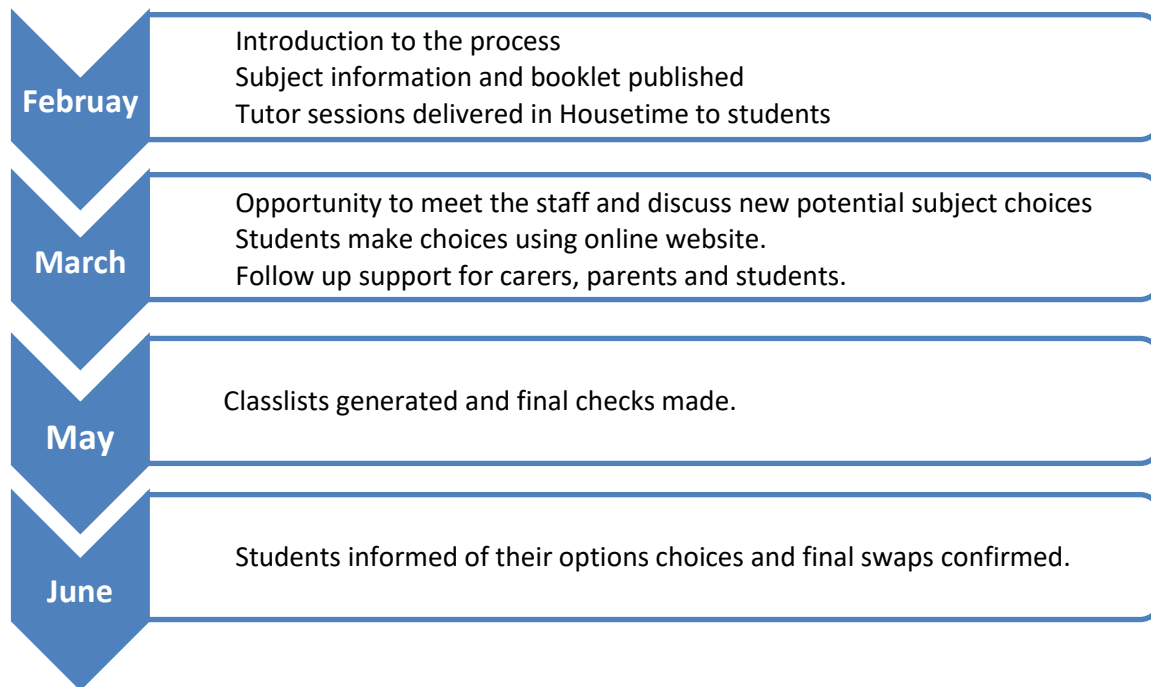 Februay
Introduction to the process
Subject information and booklet published
Tutor sessions delivered in Housetime to students
March
Opportunity to meet the staff and discuss new potential subject choices
Students make choices using online website.
Follow up support for carers, parents and students.
May
Classlists generated and final checks made.
June
Students informed of their options choices and final swaps confirmed.